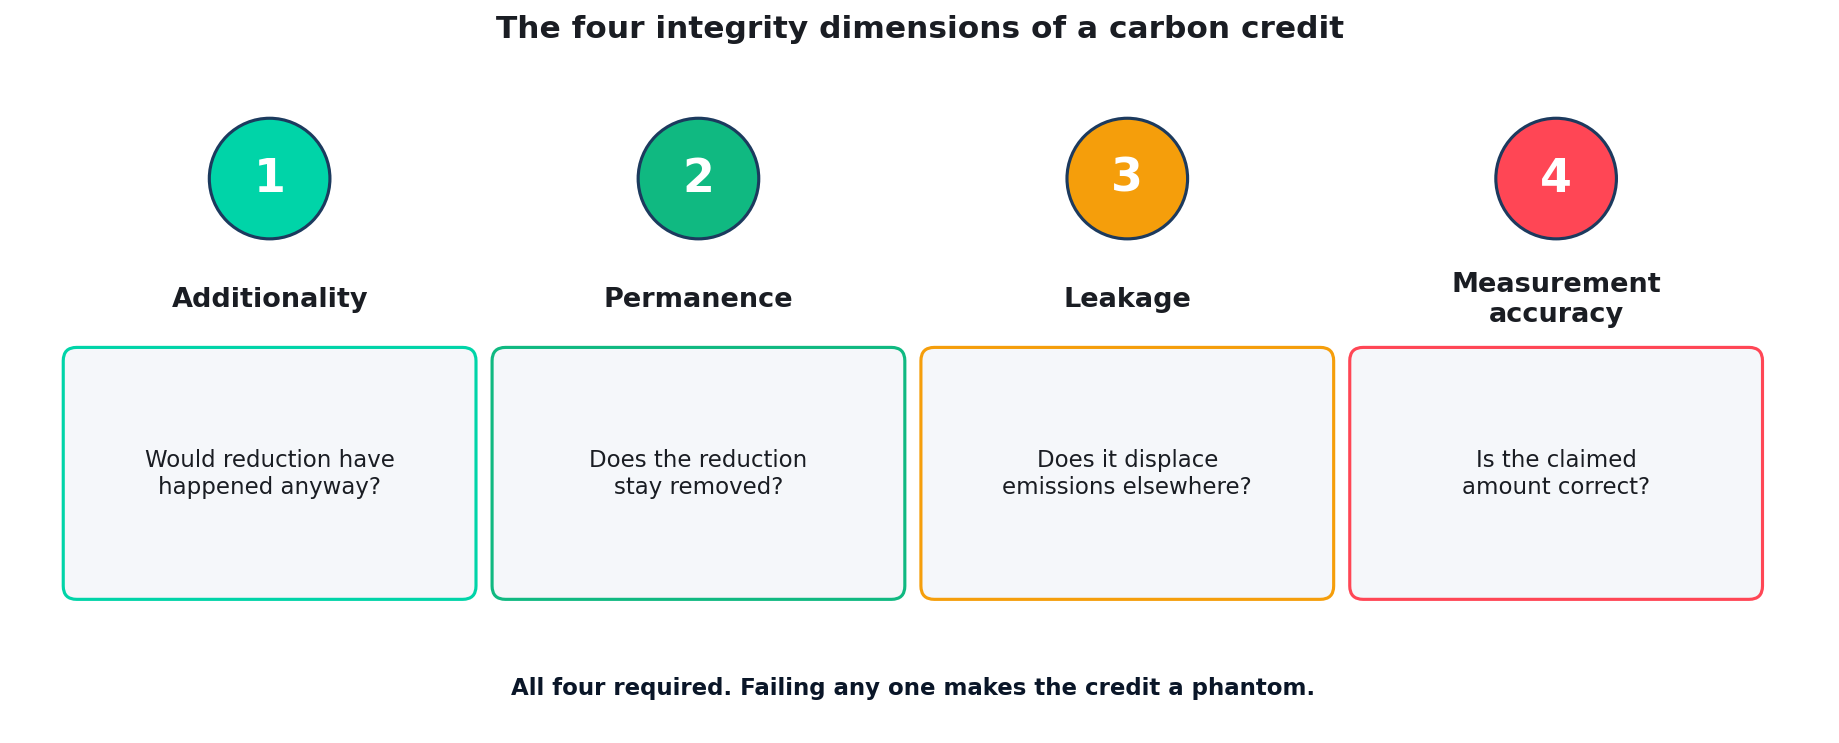 The four integrity dimensions of a carbon credit
1
2
3
4
Additionality
Permanence
Leakage
Measurement
accuracy
Would reduction have
happened anyway?
Does the reduction
stay removed?
Does it displace
emissions elsewhere?
Is the claimed
amount correct?
All four required. Failing any one makes the credit a phantom.